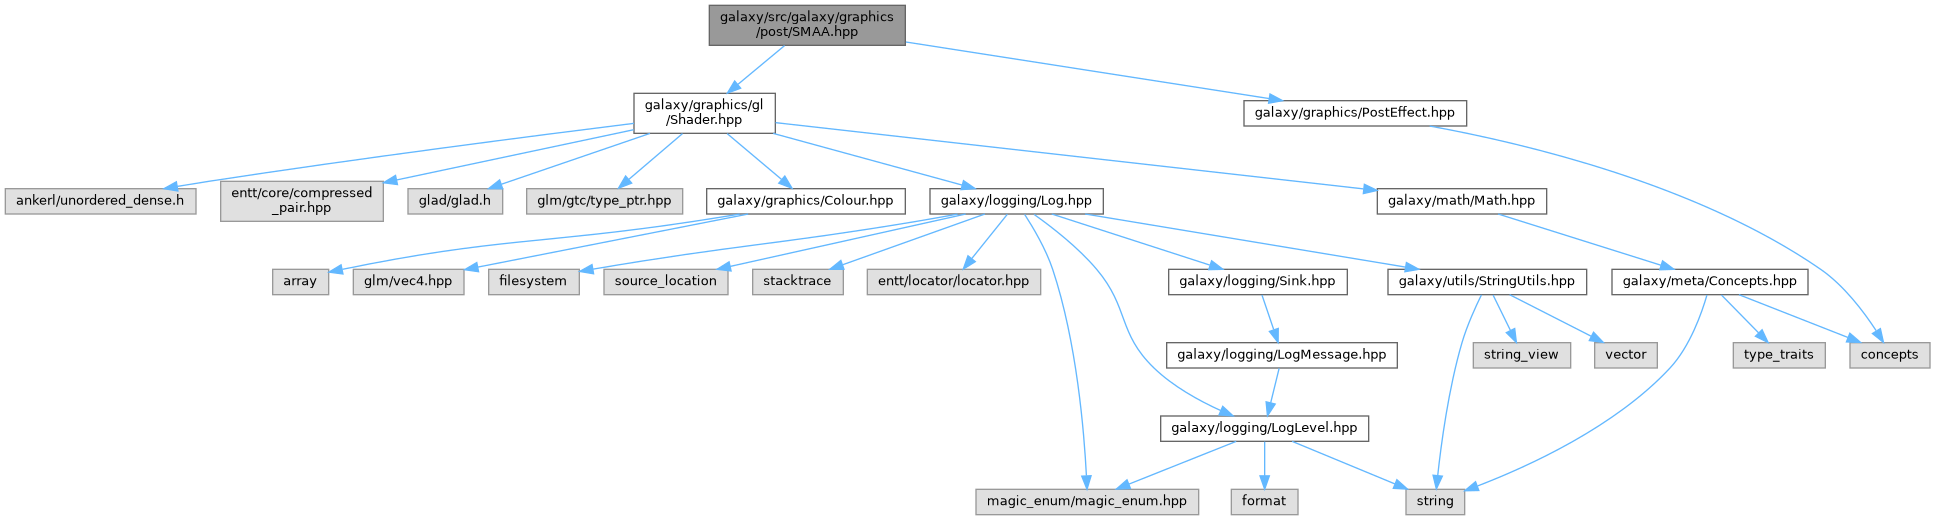 galaxy/src/galaxy/graphics
/post/SMAA.hpp
galaxy/graphics/gl
/Shader.hpp
galaxy/graphics/PostEffect.hpp
ankerl/unordered_dense.h
entt/core/compressed
_pair.hpp
glad/glad.h
glm/gtc/type_ptr.hpp
galaxy/graphics/Colour.hpp
galaxy/logging/Log.hpp
galaxy/math/Math.hpp
array
glm/vec4.hpp
filesystem
source_location
stacktrace
entt/locator/locator.hpp
galaxy/logging/Sink.hpp
galaxy/utils/StringUtils.hpp
galaxy/meta/Concepts.hpp
galaxy/logging/LogMessage.hpp
string_view
vector
type_traits
concepts
galaxy/logging/LogLevel.hpp
magic_enum/magic_enum.hpp
format
string